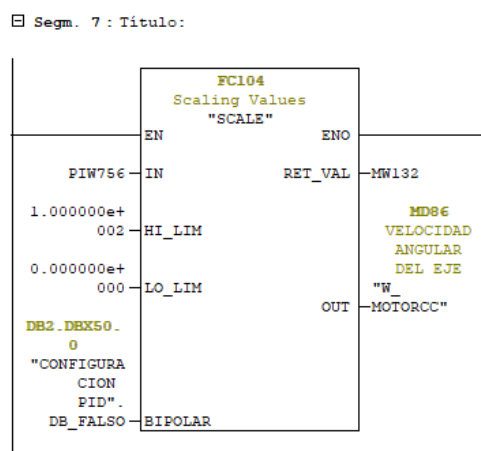 Segm. 7 : Título:
FC104
Scaling Values
"SCALE"
EN ENO
PIW756 IN RET_VAL MW132
1.000000e+
002 HI_LIM
MD86
VELOCIDAD
ANGULAR
DEL EJE
"W_
MOTORCC"
0.000000e+
000 LO_LIM
OUT
DB2.DBX50.
0
"CONFIGURA
CION
PID".
DB_FALSO BIPOLAR